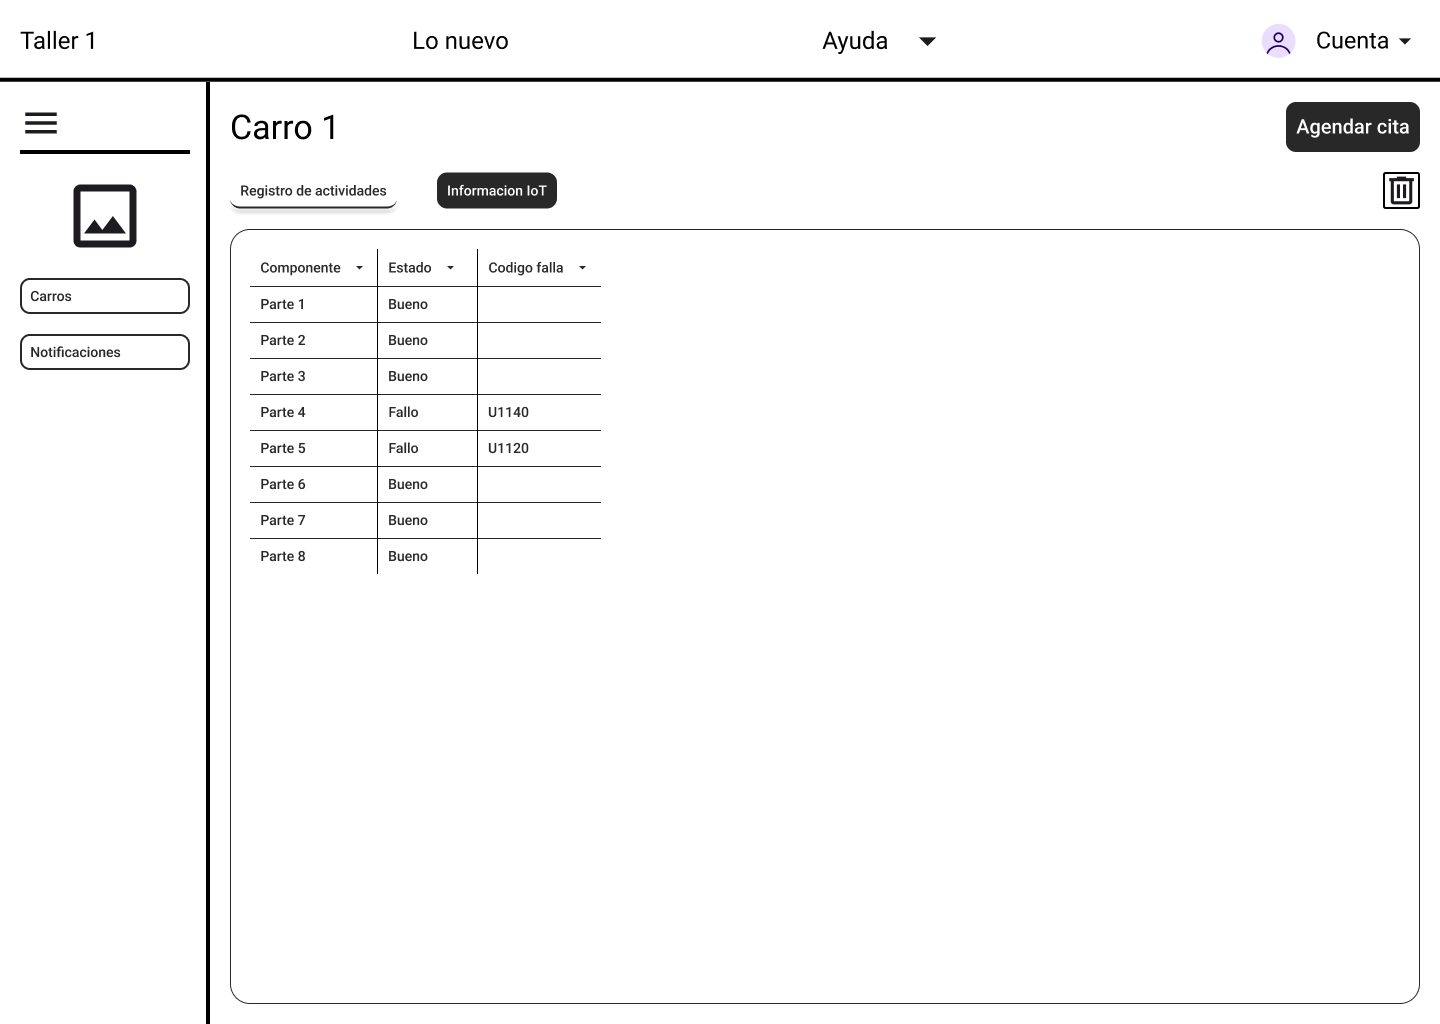 Taller 1
Lo nuevo
Ayuda
Cuenta
Carro 1
Agendar cita
Registro de actividades
Informacion IoT
Carros
Notificaciones
Componente Estado Codigo falla
Parte 1 Bueno
Parte 2 Bueno
Parte 3 Bueno
Parte 4 Fallo U1140
Parte 5 Fallo U1120
Parte 6 Bueno
Parte 7 Bueno
Parte 8 Bueno